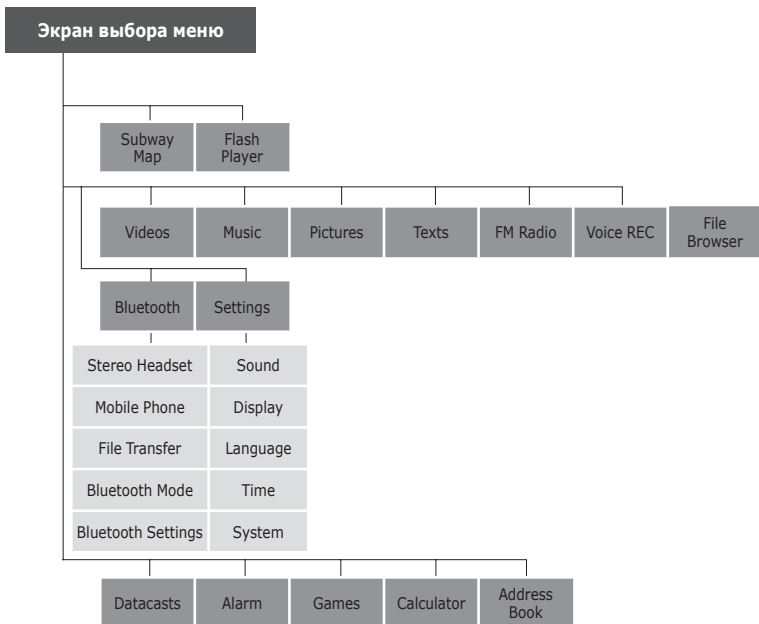 Экран выбора меню
Subway
Map
Flash
Player
Videos
Music
Pictures
Texts
FM Radio
Voice REC
File
Browser
Bluetooth
Settings
Stereo Headset
Sound
Mobile Phone
Display
File Transfer
Language
Bluetooth Mode
Time
Bluetooth Settings
System
Datacasts
Alarm
Games
Calculator
Address
Book